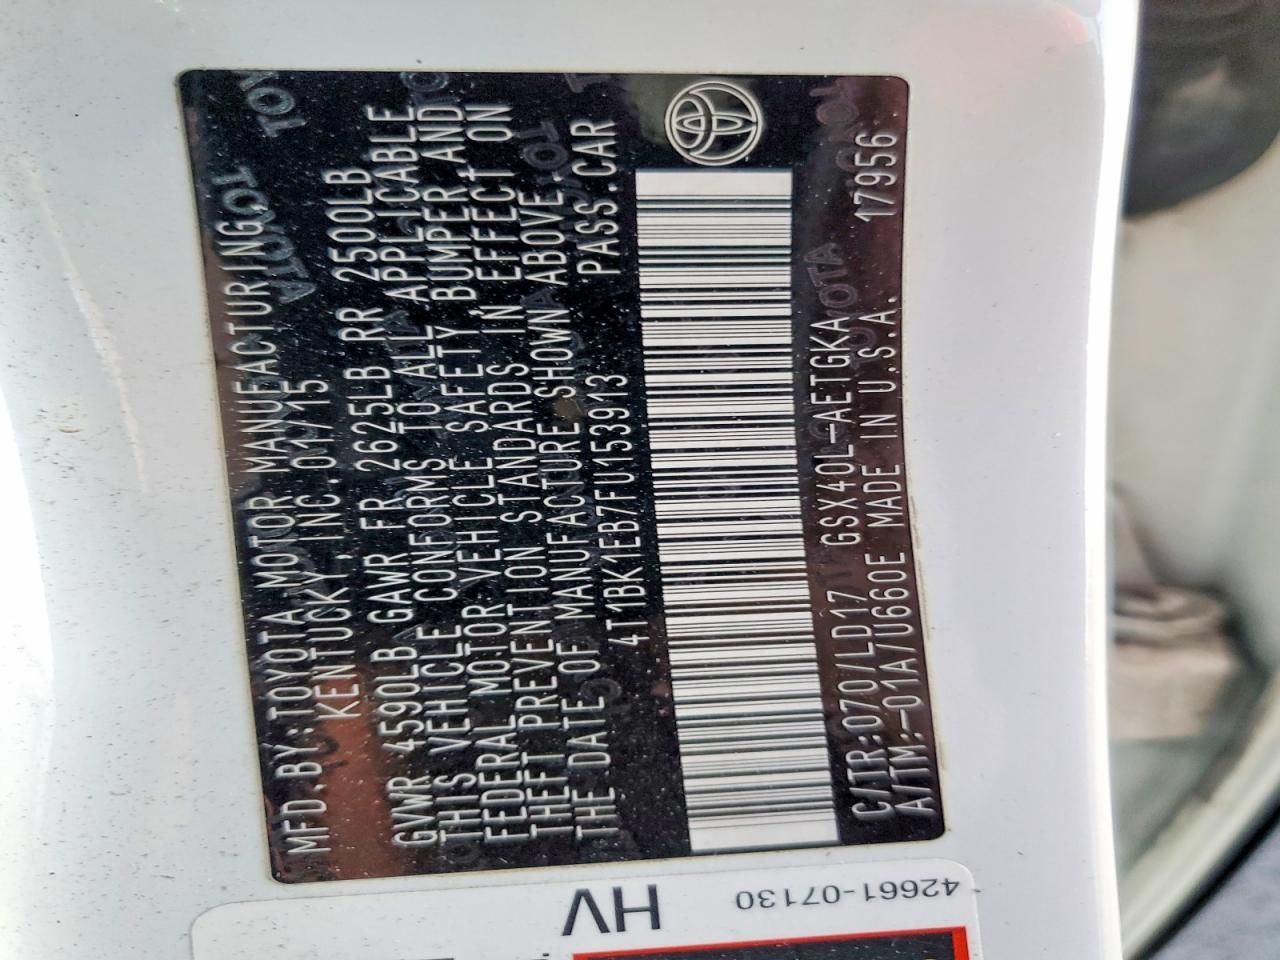 MFD.BY:TOYOTA MOTOR MANUFACTURING,
KENTUCKY,INC.01/15
GVWR 4590LB GAWR FR 2625LB RR 2500LB
THIS VEHICLE CONFORMS TO ALL APPLICABLE
FEDERAL MOTOR VEHICLE SAFETY, BUMPER AND
THEFT PREVENTION STANDARDS IN EFFECT ON
THE DATE OF MANUFACTURE SHOWN ABOVE.
4T1BK1EB7FU153913 PASS.CAR
C/TR:070/LD17 GSX40L-AETGKA 17956
A/TM:-01A/U660E MADE IN U.S.A.
42661-07130
HV